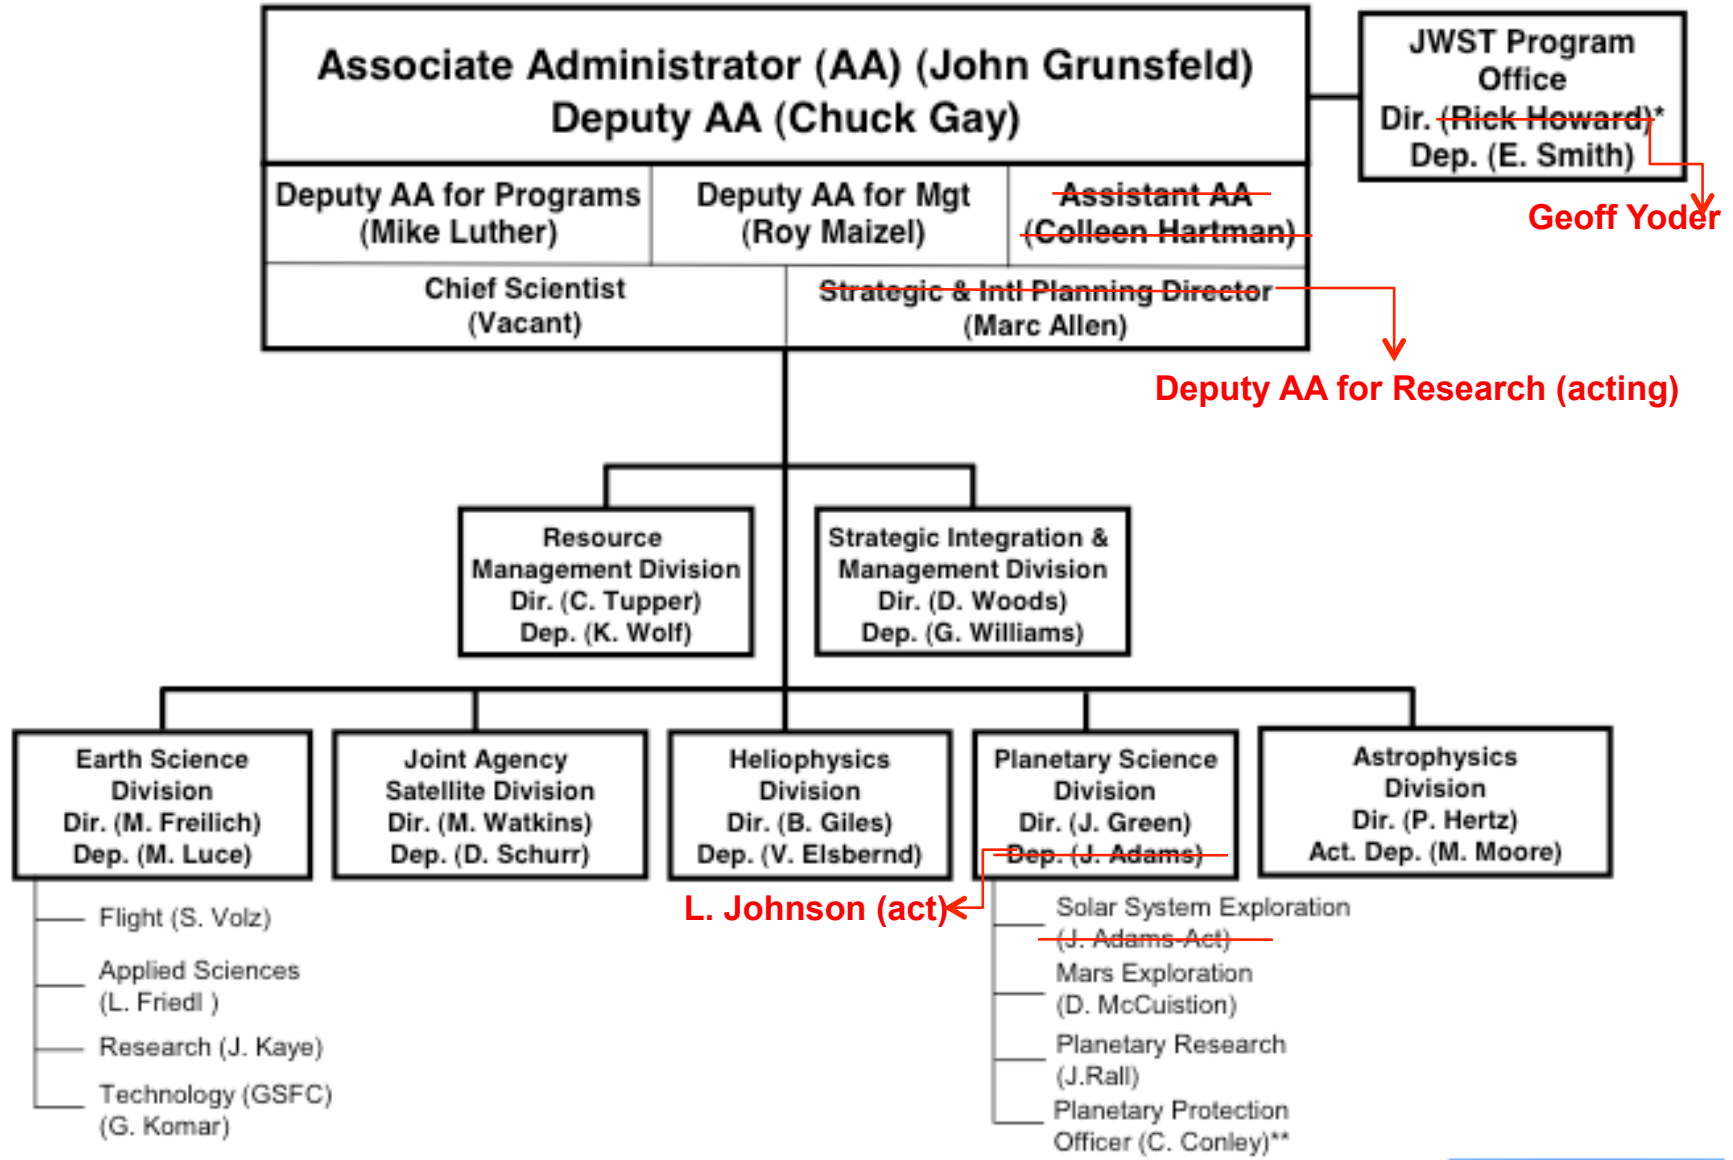 Associate Administrator (AA) (John Grunsfeld)
Deputy AA (Chuck Gay)
JWST Program
Office
Dir. (Rick Howard)*
Dep. (E. Smith)
Geoff Yoder
Deputy AA for Programs
(Mike Luther)
Deputy AA for Mgt
(Roy Maizel)
Assistant AA
(Colleen Hartman)
Chief Scientist
(Vacant)
Strategic & Intl Planning Director
(Marc Allen)
Deputy AA for Research (acting)
Resource
Management Division
Dir. (C. Tupper)
Dep. (K. Wolf)
Strategic Integration &
Management Division
Dir. (D. Woods)
Dep. (G. Williams)
Earth Science
Division
Dir. (M. Freilich)
Dep. (M. Luce)
Flight (S. Volz)
Applied Sciences
(L. Friedl )
Research (J. Kaye)
Technology (GSFC)
(G. Komar)
Joint Agency
Satellite Division
Dir. (M. Watkins)
Dep. (D. Schurr)
Heliophysics
Division
Dir. (B. Giles)
Dep. (V. Elsbernd)
Planetary Science
Division
Dir. (J. Green)
Dep. (J. Adams)
L. Johnson (act)
Solar System Exploration
(J. Adams-Act)
Mars Exploration
(D. McCuistion)
Planetary Research
(J.Rall)
Planetary Protection
Officer (C. Conley)**
Astrophysics
Division
Dir. (P. Hertz)
Act. Dep. (M. Moore)